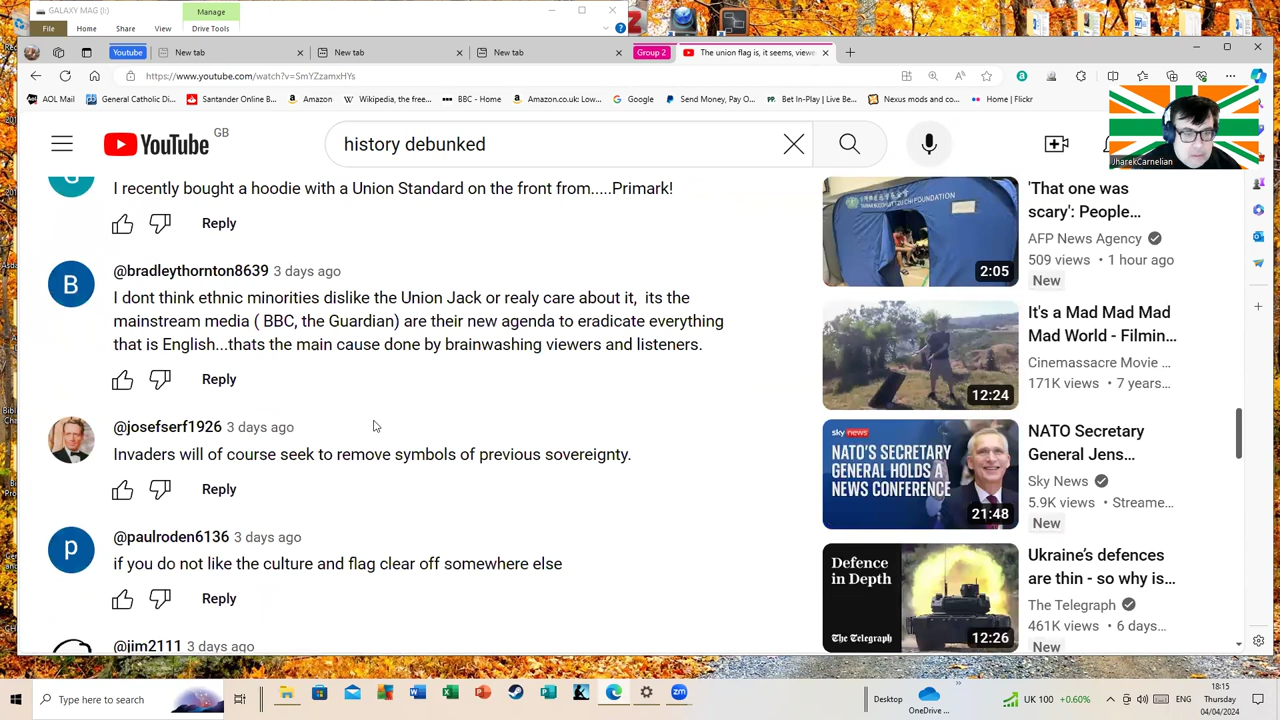 GALAXY MAG (I:)
Manage
File
Home
Share
View
Drive Tools
Youtube
New tab
New tab
New tab
Group 2
The union flag is, it seems, viewe
https://www.youtube.com/watch?v=SmYZzamxHYs
AOL Mail
General Catholic Di...
Santander Online B...
Amazon
Wikipedia, the free...
BBC - Home
Amazon.co.uk: Low...
Google
Send Money, Pay O...
Bet In-Play | Live Be...
Nexus mods and co...
Home | Flickr
JharekCarnelian
YouTube
GB
history debunked
I recently bought a hoodie with a Union Standard on the front from.....Primark!
Reply
@bradleythornton8639 3 days ago
B
I dont think ethnic minorities dislike the Union Jack or realy care about it, its the
mainstream media ( BBC, the Guardian) are their new agenda to eradicate everything
that is English...thats the main cause done by brainwashing viewers and listeners.
Reply
@josefserf1926 3 days ago
Invaders will of course seek to remove symbols of previous sovereignty.
Reply
@paulroden6136 3 days ago
p
if you do not like the culture and flag clear off somewhere else
Reply
@jim2111 3 days ago
2:05
'That one was
scary': People...
AFP News Agency
509 views • 1 hour ago
New
12:24
It's a Mad Mad Mad
Mad World - Filmin...
Cinemassacre Movie ...
171K views • 7 years...
sky news
NATO'S SECRETARY
GENERAL HOLDS A
NEWS CONFERENCE
21:48
NATO Secretary
General Jens...
Sky News
5.9K views • Streame...
New
Defence
in Depth
The Telegraph
12:26
Ukraine's defences
are thin - so why is...
The Telegraph
461K views • 6 days...
New
Type here to search
Desktop
OneDrive ...
UK 100 +0.60%
ENG
18:15
Thursday
04/04/2024